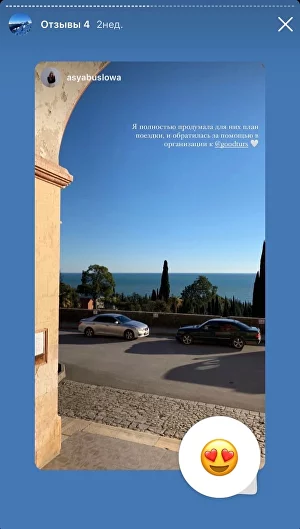 Отзывы 4 2нед.
asyabuslowa
Я полностью продумала для них план
поездки, и обратилась за помощью в
организации к @goodturs 🤍